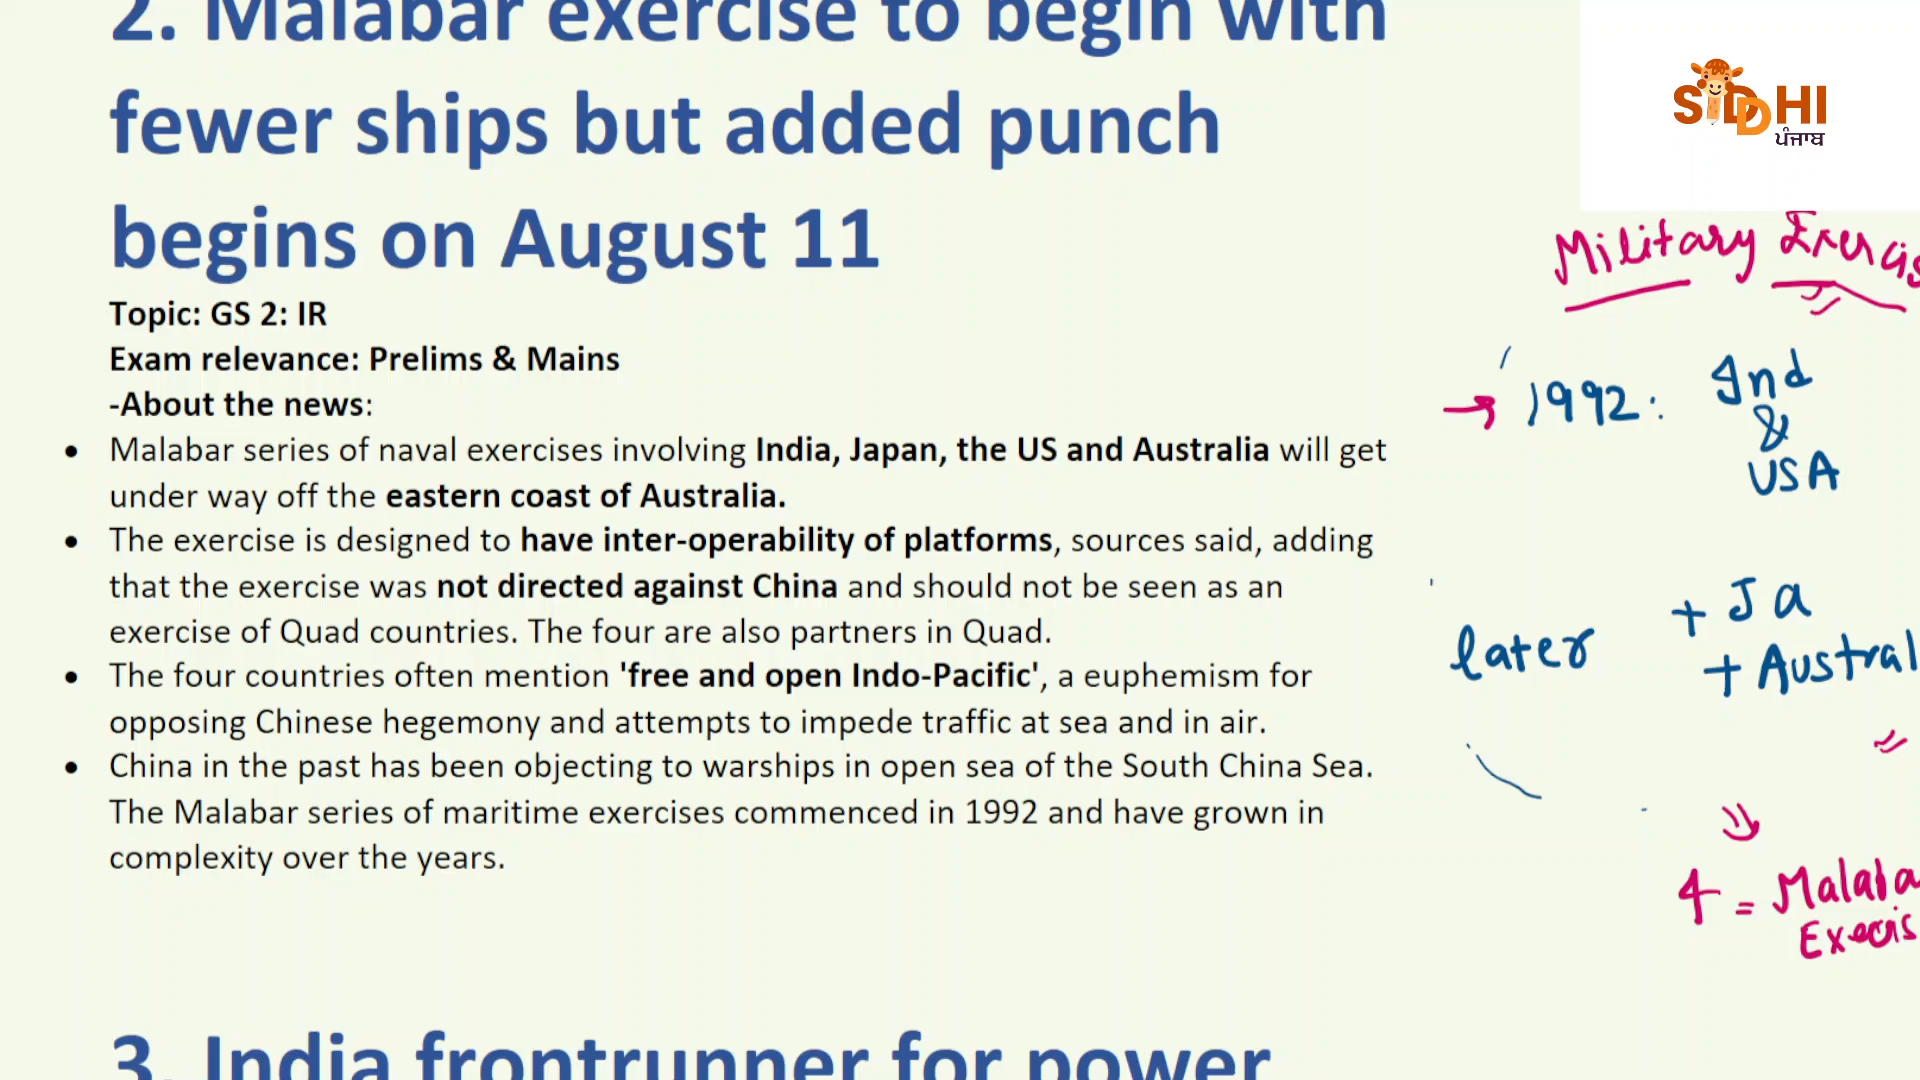 2. Malabar exercise to begin with
fewer ships but added punch
begins on August 11
Topic: GS 2: IR
Exam relevance: Prelims & Mains
-About the news:
• Malabar series of naval exercises involving India, Japan, the US and Australia will get
under way off the eastern coast of Australia.
• The exercise is designed to have inter-operability of platforms, sources said, adding
that the exercise was not directed against China and should not be seen as an
exercise of Quad countries. The four are also partners in Quad.
• The four countries often mention 'free and open Indo-Pacific', a euphemism for
opposing Chinese hegemony and attempts to impede traffic at sea and in air.
• China in the past has been objecting to warships in open sea of the South China Sea.
The Malabar series of maritime exercises commenced in 1992 and have grown in
complexity over the years.
3. India frontrunner for power
SIDDHI
ਪੰਜਾਬ
Military Exercis
→ 1992: Ind
&
USA
later + Ja
+ Austral
4 = Malaba
Exercis